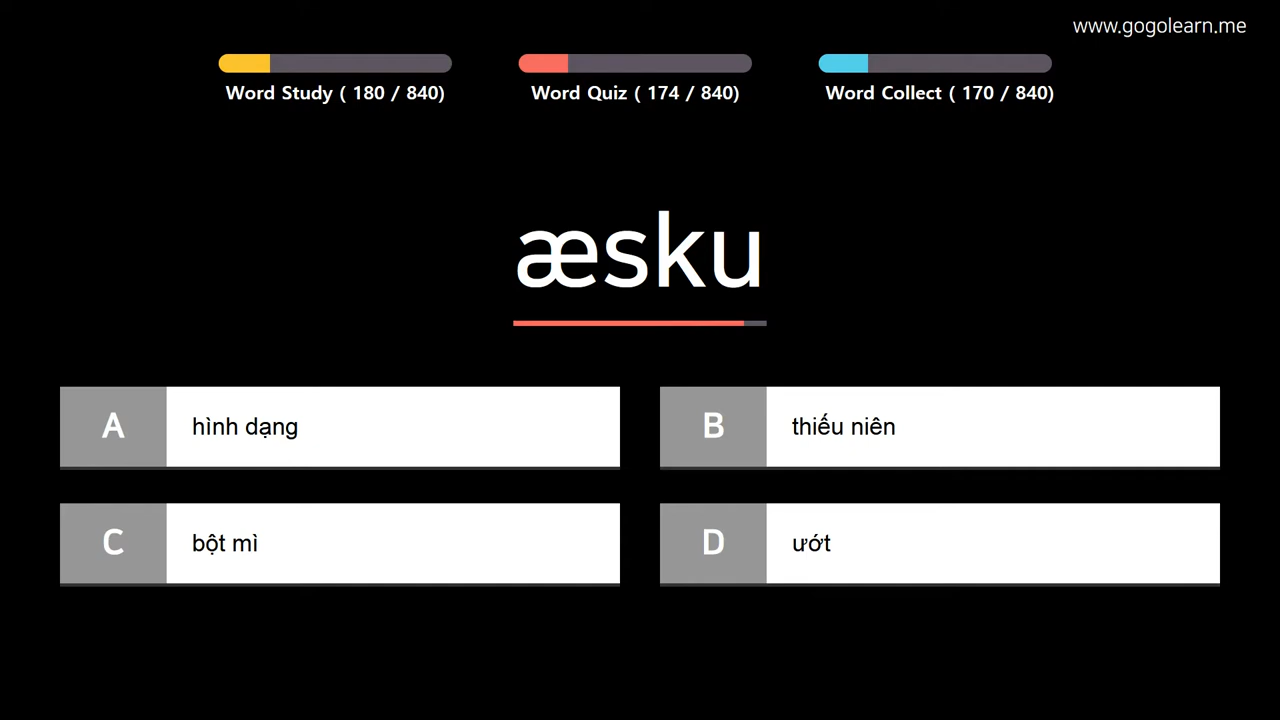 www.gogolearn.me
Word Study ( 180 / 840)
Word Quiz ( 174 / 840)
Word Collect ( 170 / 840)
æsku
A
hình dạng
B
thiếu niên
C
bột mì
D
ướt